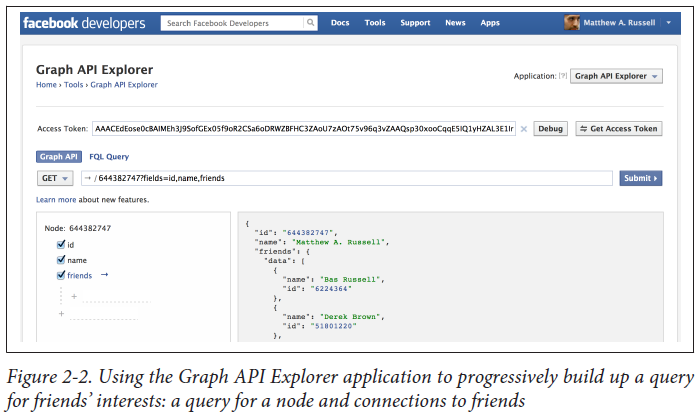 facebook developers Search Facebook Developers Docs Tools Support News Apps Matthew A. Russell
Graph API Explorer
Home › Tools › Graph API Explorer
Application: [?] Graph API Explorer
Access Token: × Debug Get Access Token
Graph API FQL Query
GET → / 644382747?fields=id,name,friends Submit
Learn more about new features.
Node: 644382747
id
name
friends →
+
+
{
"id": "644382747",
"name": "Matthew A. Russell",
"friends": {
"data": [
{
"name": "Bas Russell",
"id": "6224364"
},
{
"name": "Derek Brown",
"id": "51801220"
},
Figure 2-2. Using the Graph API Explorer application to progressively build up a query
for friends’ interests: a query for a node and connections to friends